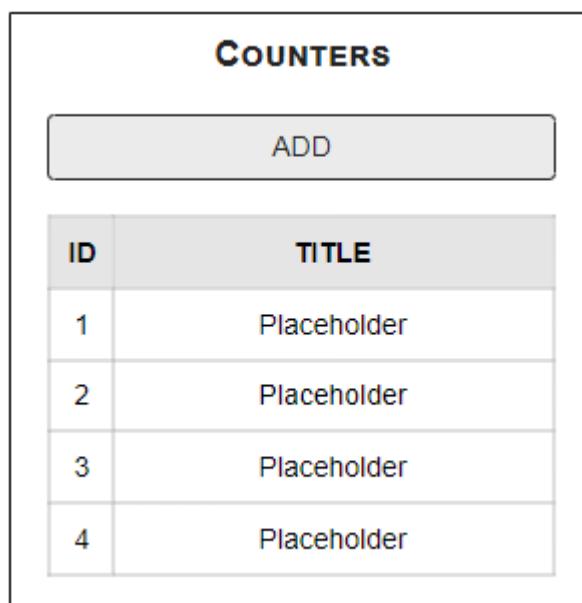 COUNTERS
ADD
ID TITLE
1 Placeholder
2 Placeholder
3 Placeholder
4 Placeholder